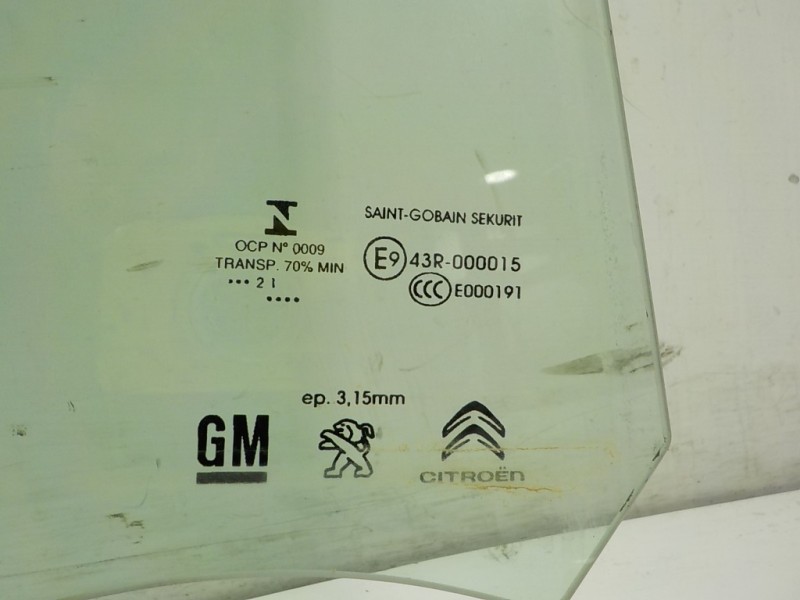 N
OCP Nº 0009
TRANSP. 70% MIN
••• 2 I
••••
SAINT-GOBAIN SEKURIT
E9 43R-000015
CCC E000191
ep. 3,15mm
GM
CITROËN